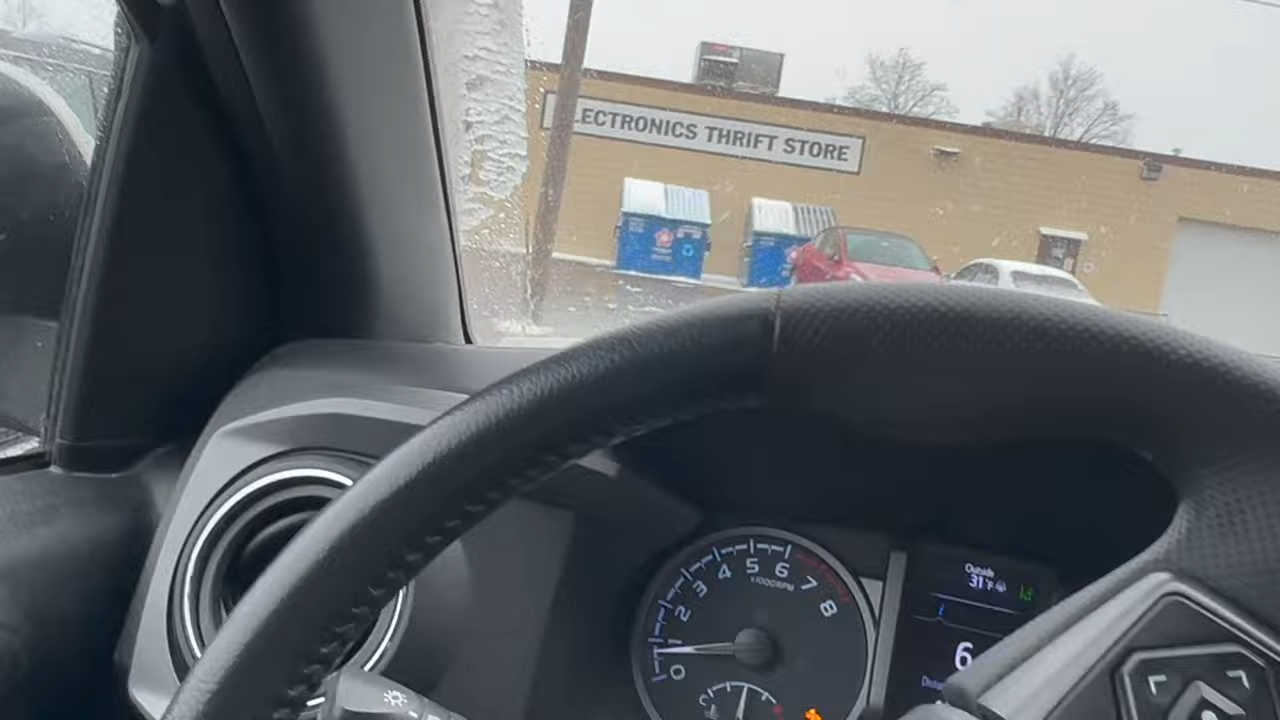 LECTRONICS THRIFT STORE
0 1 2 3 4 5 6 7 8
x1000RPM
Outside
31°F
6